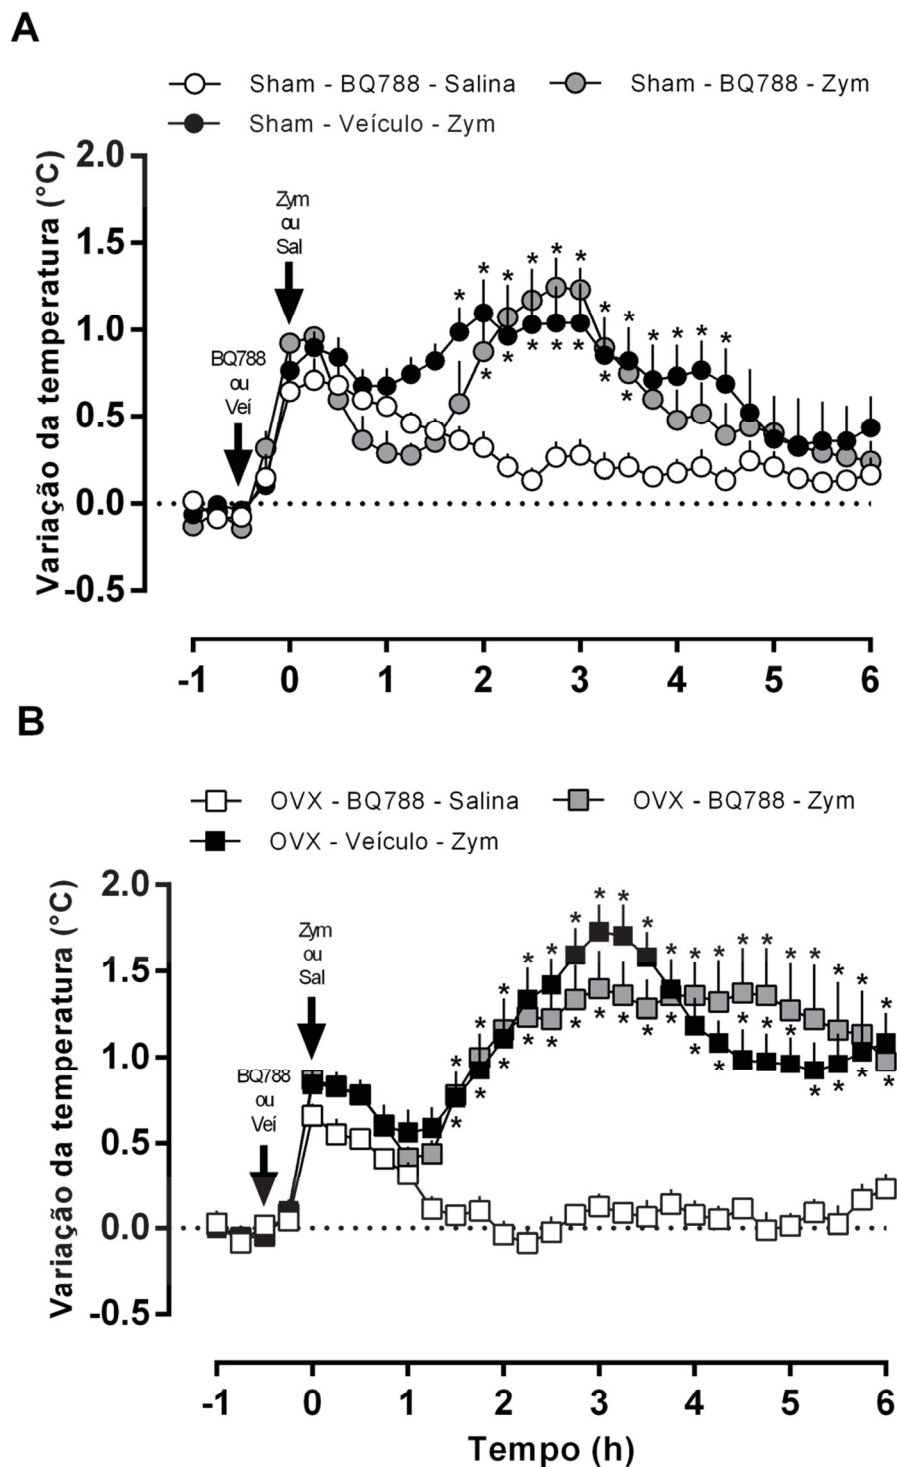 A
Sham - BQ788 - Salina
Sham - BQ788 - Zym
Sham - Veículo - Zym
Variação da temperatura (°C)
2.0
1.5
1.0
0.5
0.0
-0.5
Zym
ou
Sal
BQ788
ou
Veí
* * * * * * * * * * * *
* * * * * * *
-1 0 1 2 3 4 5 6
B
OVX - BQ788 - Salina
OVX - BQ788 - Zym
OVX - Veículo - Zym
Variação da temperatura (°C)
2.0
1.5
1.0
0.5
0.0
-0.5
Zym
ou
Sal
BQ788
ou
Veí
* * * * * * * * * * * * * * * * * * *
* * * * * * * * * * * * * * * * *
-1 0 1 2 3 4 5 6
Tempo (h)